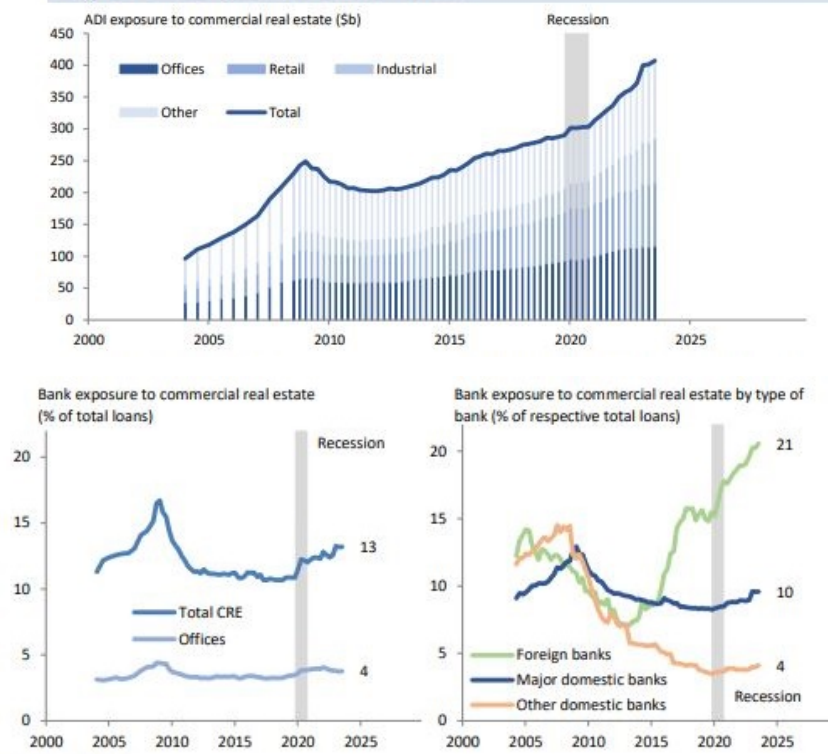 ADI exposure to commercial real estate ($b)
Recession
450
400
350
300
250
200
150
100
50
0
Offices
Retail
Industrial
Other
Total
2000
2005
2010
2015
2020
2025
Bank exposure to commercial real estate
(% of total loans)
Recession
20
15
10
5
0
13
4
Total CRE
Offices
2000
2005
2010
2015
2020
2025
Bank exposure to commercial real estate by type of
bank (% of respective total loans)
20
15
10
5
0
21
10
4
Foreign banks
Major domestic banks
Other domestic banks
Recession
2000
2005
2010
2015
2020
2025